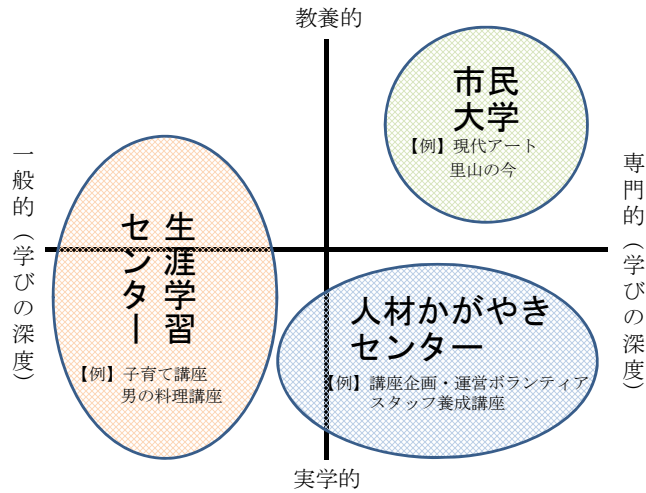 教養的
市民
大学
【例】現代アート
里山の今
一般的（学びの深度）
専門的（学びの深度）
生涯学習
センター
【例】子育て講座
男の料理講座
人材かがやき
センター
【例】講座企画・運営ボランティア
スタッフ養成講座
実学的